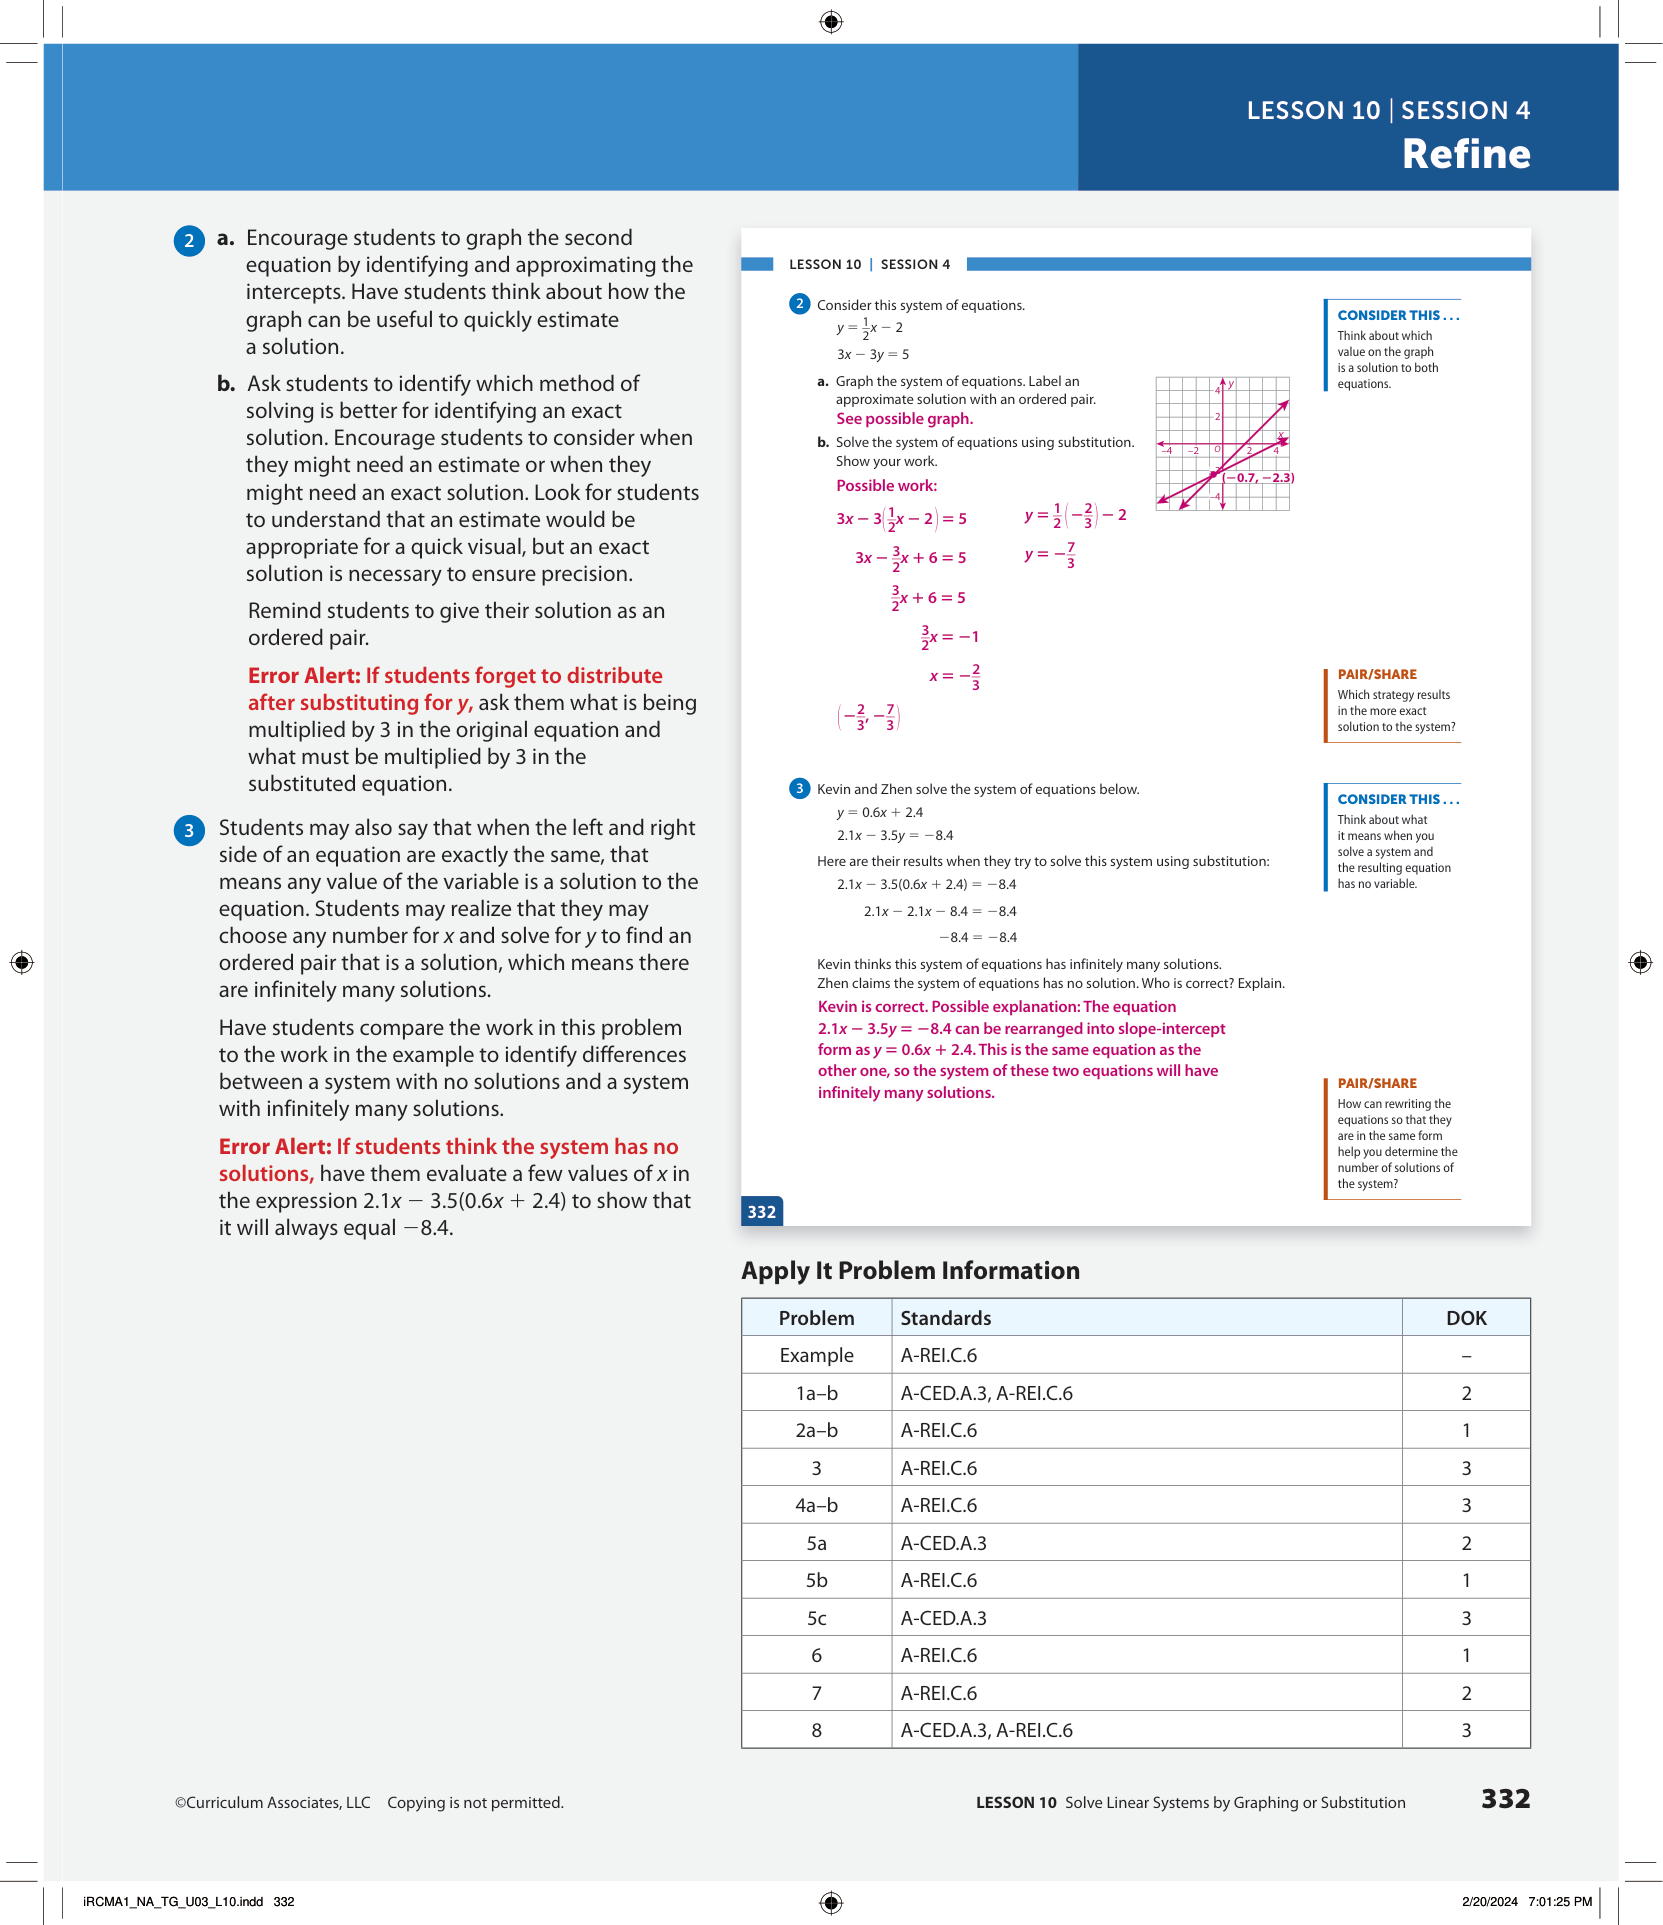 LESSON 10 | SESSION 4
Refine
2 a. Encourage students to graph the second
equation by identifying and approximating the
intercepts. Have students think about how the
graph can be useful to quickly estimate
a solution.
b. Ask students to identify which method of
solving is better for identifying an exact
solution. Encourage students to consider when
they might need an estimate or when they
might need an exact solution. Look for students
to understand that an estimate would be
appropriate for a quick visual, but an exact
solution is necessary to ensure precision.
Remind students to give their solution as an
ordered pair.
Error Alert: If students forget to distribute
after substituting for y, ask them what is being
multiplied by 3 in the original equation and
what must be multiplied by 3 in the
substituted equation.
3 Students may also say that when the left and right
side of an equation are exactly the same, that
means any value of the variable is a solution to the
equation. Students may realize that they may
choose any number for x and solve for y to find an
ordered pair that is a solution, which means there
are infinitely many solutions.
Have students compare the work in this problem
to the work in the example to identify differences
between a system with no solutions and a system
with infinitely many solutions.
Error Alert: If students think the system has no
solutions, have them evaluate a few values of x in
the expression 2.1x − 3.5(0.6x + 2.4) to show that
it will always equal −8.4.
LESSON 10 | SESSION 4
2 Consider this system of equations.
y = 1/2x − 2
3x − 3y = 5
a. Graph the system of equations. Label an
approximate solution with an ordered pair.
See possible graph.
b. Solve the system of equations using substitution.
Show your work.
Possible work:
3x − 3(1/2x − 2) = 5
3x − 3/2x + 6 = 5
3/2x + 6 = 5
3/2x = −1
x = −2/3
(−2/3, −7/3)
y = 1/2(−2/3) − 2
y = −7/3
4 y
2
x
−4 −2 O 2 4
(−0.7, −2.3)
−4
CONSIDER THIS . . .
Think about which
value on the graph
is a solution to both
equations.
PAIR/SHARE
Which strategy results
in the more exact
solution to the system?
3 Kevin and Zhen solve the system of equations below.
y = 0.6x + 2.4
2.1x − 3.5y = −8.4
Here are their results when they try to solve this system using substitution:
2.1x − 3.5(0.6x + 2.4) = −8.4
2.1x − 2.1x − 8.4 = −8.4
−8.4 = −8.4
Kevin thinks this system of equations has infinitely many solutions.
Zhen claims the system of equations has no solution. Who is correct? Explain.
Kevin is correct. Possible explanation: The equation
2.1x − 3.5y = −8.4 can be rearranged into slope-intercept
form as y = 0.6x + 2.4. This is the same equation as the
other one, so the system of these two equations will have
infinitely many solutions.
CONSIDER THIS . . .
Think about what
it means when you
solve a system and
the resulting equation
has no variable.
PAIR/SHARE
How can rewriting the
equations so that they
are in the same form
help you determine the
number of solutions of
the system?
332
Apply It Problem Information
Problem Standards DOK
Example A-REI.C.6 –
1a–b A-CED.A.3, A-REI.C.6 2
2a–b A-REI.C.6 1
3 A-REI.C.6 3
4a–b A-REI.C.6 3
5a A-CED.A.3 2
5b A-REI.C.6 1
5c A-CED.A.3 3
6 A-REI.C.6 1
7 A-REI.C.6 2
8 A-CED.A.3, A-REI.C.6 3
©Curriculum Associates, LLC Copying is not permitted.
LESSON 10 Solve Linear Systems by Graphing or Substitution 332
iRCMA1_NA_TG_U03_L10.indd 332
2/20/2024 7:01:25 PM